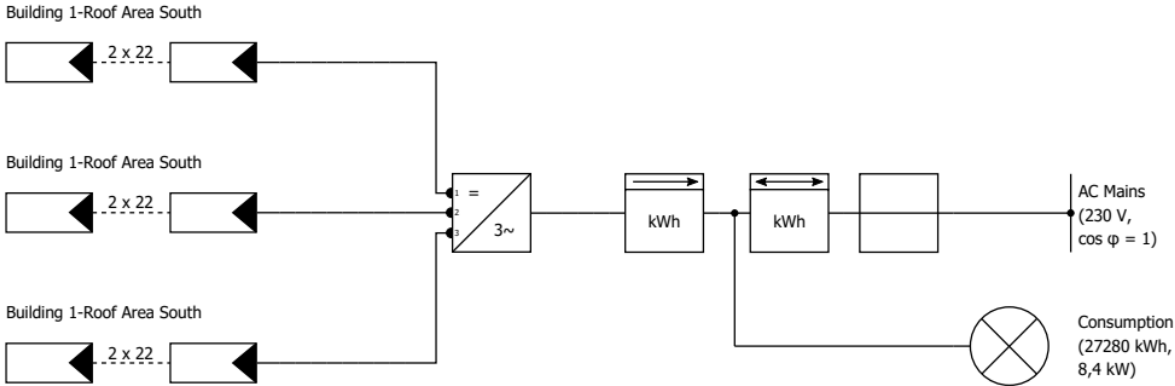 Building 1-Roof Area South
2 x 22
Building 1-Roof Area South
2 x 22
1 =
2
3
3~
kWh
kWh
AC Mains
(230 V,
cos φ = 1)
Building 1-Roof Area South
2 x 22
Consumption
(27280 kWh,
8,4 kW)